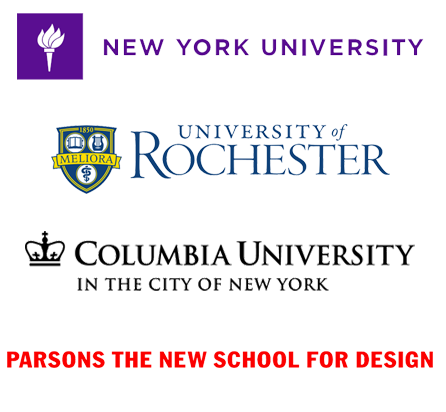 NEW YORK UNIVERSITY
UNIVERSITY of
ROCHESTER
1850
MELIORA
COLUMBIA UNIVERSITY
IN THE CITY OF NEW YORK
PARSONS THE NEW SCHOOL FOR DESIGN